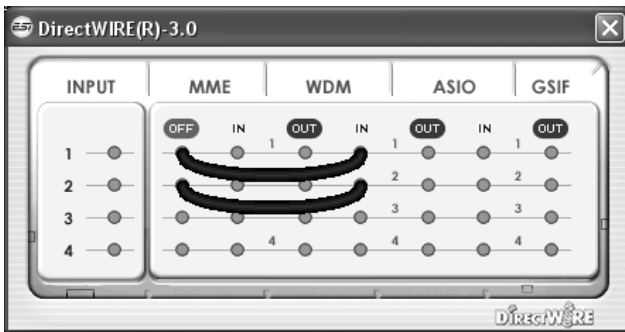 ESI DirectWIRE(R)-3.0
INPUT MME WDM ASIO GSIF
OFF IN OUT IN OUT IN OUT
1 1 1 1
2 2 2
3 3 3
4 4 4 4
DIRECTWIRE